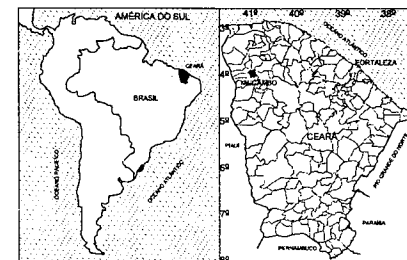 AMÉRICA DO SUL
CEARÁ
BRASIL
OCEANO PACÍFICO
OCEANO ATLÂNTICO
41º 40º 39º 38º
3º
4º
5º
6º
7º
8º
OCEANO ATLÂNTICO
FORTALEZA
CEARÁ
PIAUÍ
RIO GRANDE DO NORTE
PARAÍBA
PERNAMBUCO